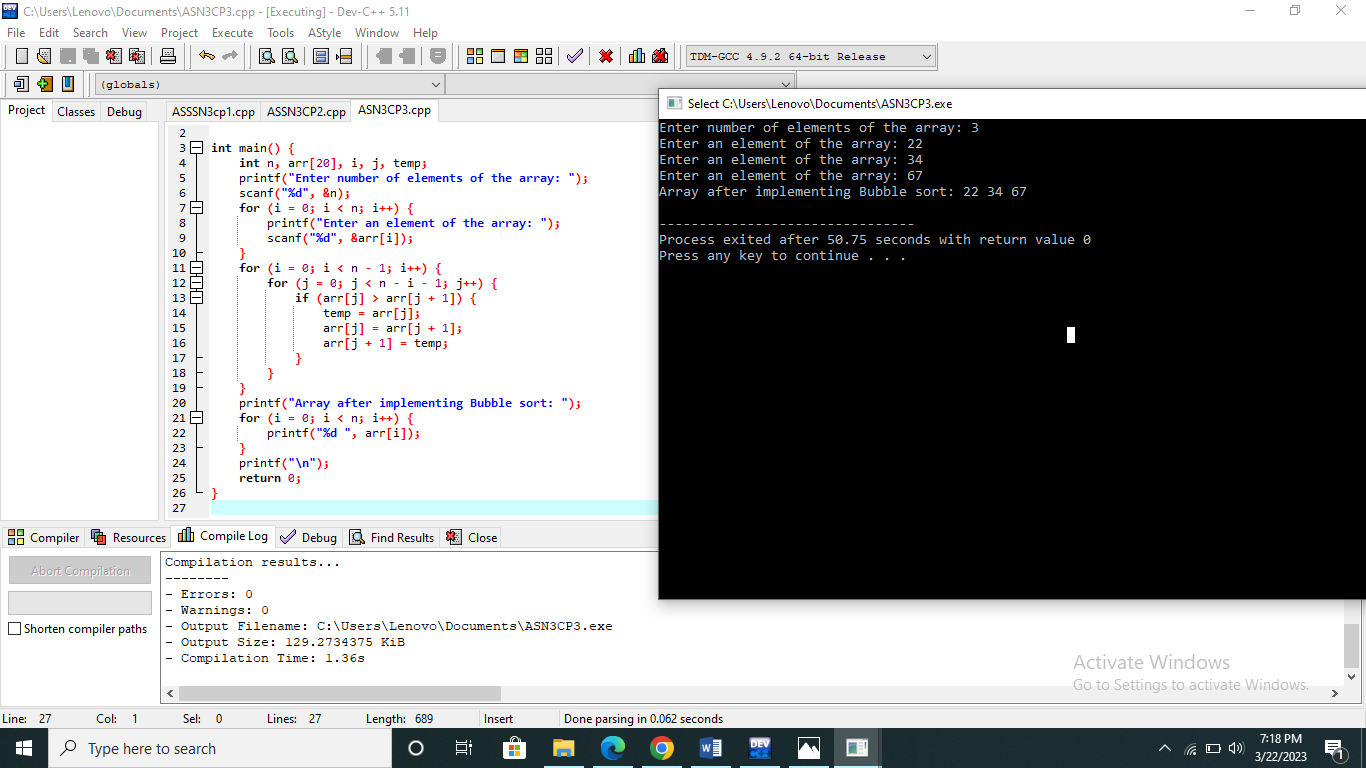 C:\Users\Lenovo\Documents\ASN3CP3.cpp - [Executing] - Dev-C++ 5.11
File Edit Search View Project Execute Tools AStyle Window Help
TDM-GCC 4.9.2 64-bit Release
(globals)
Project Classes Debug ASSSN3cp1.cpp ASSN3CP2.cpp ASN3CP3.cpp
2
3 int main() {
4 int n, arr[20], i, j, temp;
5 printf("Enter number of elements of the array: ");
6 scanf("%d", &n);
7 for (i = 0; i < n; i++) {
8 printf("Enter an element of the array: ");
9 scanf("%d", &arr[i]);
10 }
11 for (i = 0; i < n - 1; i++) {
12 for (j = 0; j < n - i - 1; j++) {
13 if (arr[j] > arr[j + 1]) {
14 temp = arr[j];
15 arr[j] = arr[j + 1];
16 arr[j + 1] = temp;
17 }
18 }
19 }
20 printf("Array after implementing Bubble sort: ");
21 for (i = 0; i < n; i++) {
22 printf("%d ", arr[i]);
23 }
24 printf("\n");
25 return 0;
26 }
27
Select C:\Users\Lenovo\Documents\ASN3CP3.exe
Enter number of elements of the array: 3
Enter an element of the array: 22
Enter an element of the array: 34
Enter an element of the array: 67
Array after implementing Bubble sort: 22 34 67
--------------------------------
Process exited after 50.75 seconds with return value 0
Press any key to continue . . .
Compiler Resources Compile Log Debug Find Results Close
Abort Compilation
Shorten compiler paths
Compilation results...
--------
- Errors: 0
- Warnings: 0
- Output Filename: C:\Users\Lenovo\Documents\ASN3CP3.exe
- Output Size: 129.2734375 KiB
- Compilation Time: 1.36s
Activate Windows
Go to Settings to activate Windows.
Line: 27 Col: 1 Sel: 0 Lines: 27 Length: 689 Insert Done parsing in 0.062 seconds
Type here to search
DEV
7:18 PM
3/22/2023
1